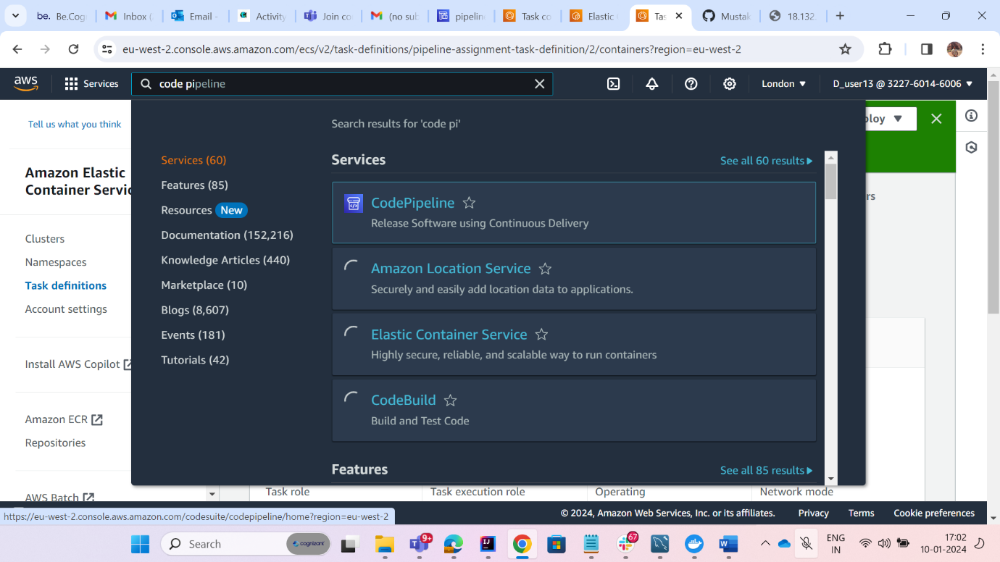 be. Be.Cog
Inbox (
Email -
Activity
Join co
(no sub
pipelin
Task co
Elastic
Tas
Mustak
18.132.
eu-west-2.console.aws.amazon.com/ecs/v2/task-definitions/pipeline-assignment-task-definition/2/containers?region=eu-west-2
aws
Services
code pipeline
London
D_user13 @ 3227-6014-6006
Tell us what you think
Search results for 'code pi'
ploy
Amazon Elastic
Container Servic
Services (60)
Features (85)
Resources New
Documentation (152,216)
Knowledge Articles (440)
Marketplace (10)
Blogs (8,607)
Events (181)
Tutorials (42)
Services
See all 60 results
CodePipeline
Release Software using Continuous Delivery
Amazon Location Service
Securely and easily add location data to applications.
Elastic Container Service
Highly secure, reliable, and scalable way to run containers
CodeBuild
Build and Test Code
Features
See all 85 results
rs
Clusters
Namespaces
Task definitions
Account settings
Install AWS Copilot
Amazon ECR
Repositories
AWS Batch
Task role
Task execution role
Operating
Network mode
https://eu-west-2.console.aws.amazon.com/codesuite/codepipeline/home?region=eu-west-2
© 2024, Amazon Web Services, Inc. or its affiliates.
Privacy
Terms
Cookie preferences
Search
cognizant
9+
67
ENG
IN
17:02
10-01-2024